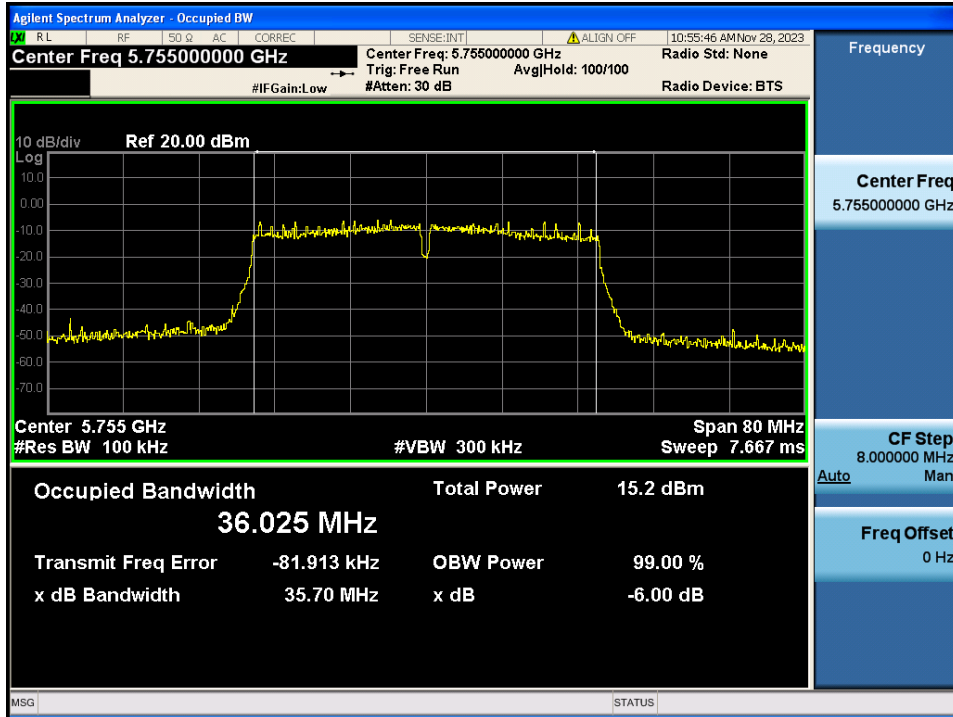 Agilent Spectrum Analyzer - Occupied BW
LXI RL RF 50 Ω AC CORREC SENSE:INT ALIGN OFF 10:55:46 AM Nov 28, 2023
Center Freq 5.755000000 GHz
Center Freq: 5.755000000 GHz Radio Std: None
Trig: Free Run Avg|Hold: 100/100
#IFGain:Low #Atten: 30 dB Radio Device: BTS
Frequency
10 dB/div Ref 20.00 dBm
Log
10.0
0.00
-10.0
-20.0
-30.0
-40.0
-50.0
-60.0
-70.0
Center 5.755 GHz Span 80 MHz
#Res BW 100 kHz #VBW 300 kHz Sweep 7.667 ms
Center Freq
5.755000000 GHz
CF Step
8.000000 MHz
Auto Man
Freq Offset
0 Hz
Occupied Bandwidth Total Power 15.2 dBm
36.025 MHz
Transmit Freq Error -81.913 kHz OBW Power 99.00 %
x dB Bandwidth 35.70 MHz x dB -6.00 dB
MSG STATUS